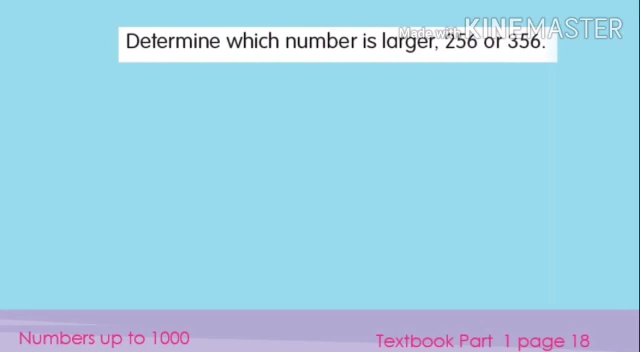 Made with KINEMASTER
Determine which number is larger, 256 or 356.
Numbers up to 1000
Textbook Part 1 page 18